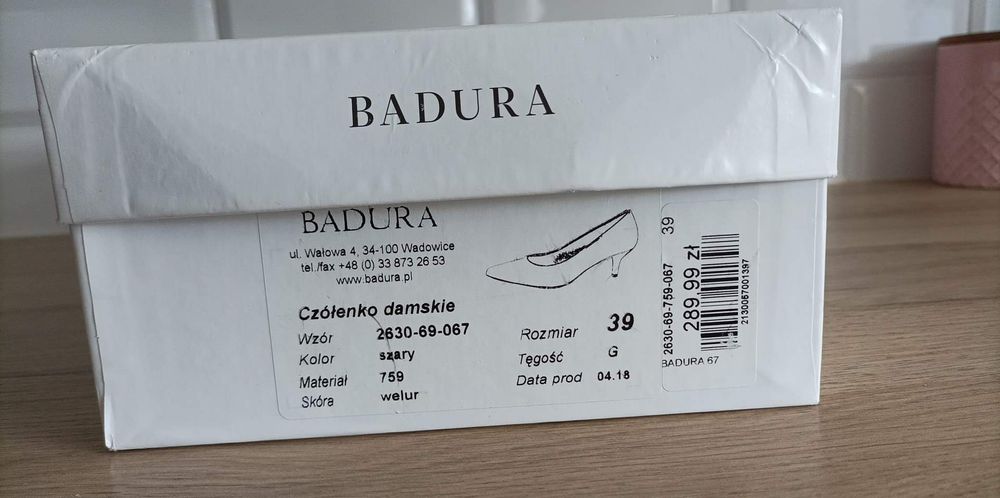 BADURA
BADURA
ul. Wałowa 4, 34-100 Wadowice
tel./fax +48 (0) 33 873 26 53
www.badura.pl
Czółenko damskie
Wzór 2630-69-067
Kolor szary
Materiał 759
Skóra welur
Rozmiar 39
Tęgość G
Data prod 04.18
39
2630-69-759-067
289.99 zł
2130057001397
BADURA 67